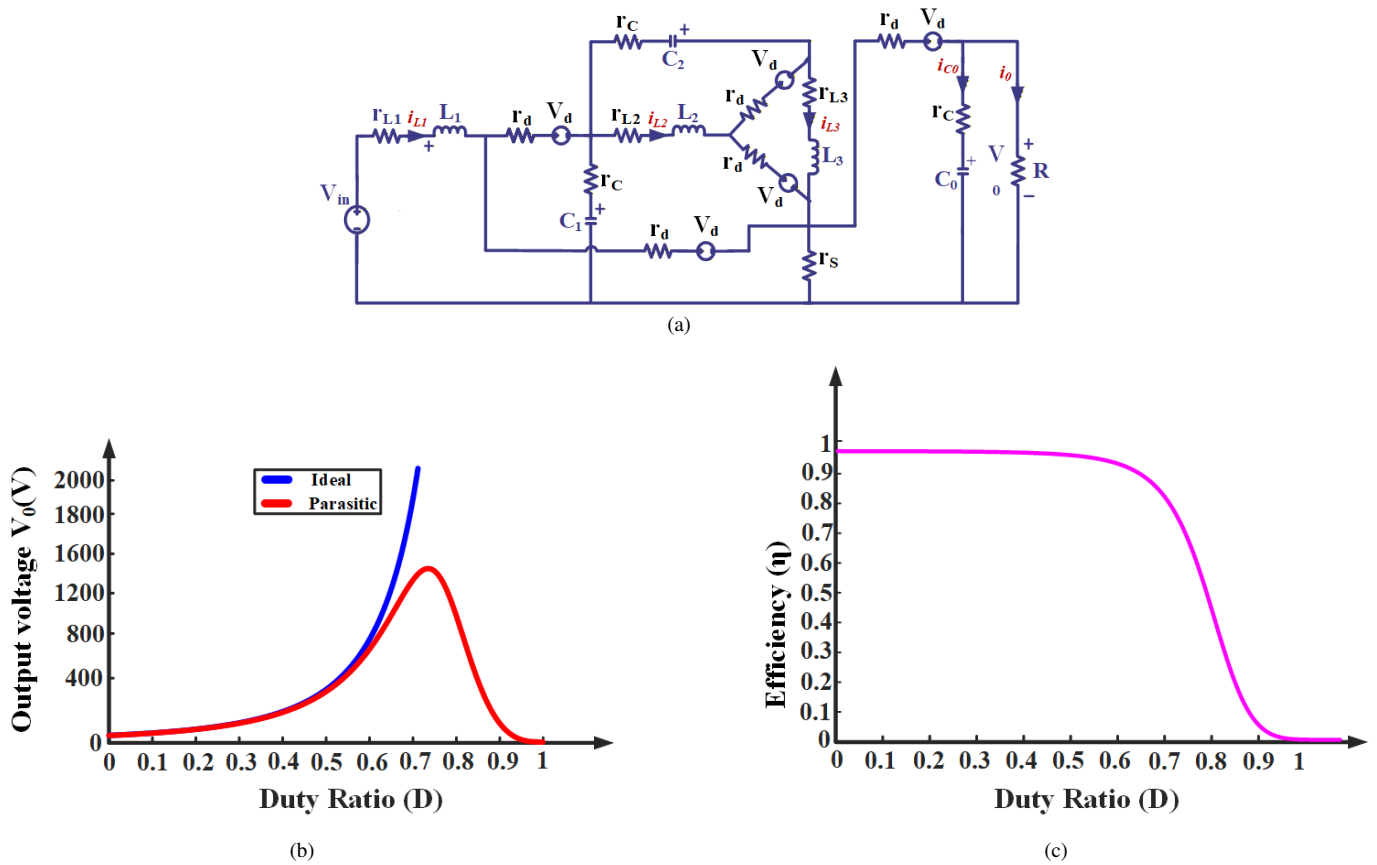 rC C2 + Vd rd Vd
rL1 iL1 L1 + rd Vd rL2 iL2 L2 rd rL3 iL3 L3
rd Vd
iC0 i0
rC C0 + V0 + R −
Vin + −
rC C1 +
rd Vd
rS
(a)
Output voltage V0(V)
2000
1800
1600
1200
800
400
0
Ideal
Parasitic
0 0.1 0.2 0.3 0.4 0.5 0.6 0.7 0.8 0.9 1
Duty Ratio (D)
(b)
Efficiency (η)
1
0.9
0.8
0.7
0.6
0.5
0.4
0.3
0.2
0.1
0
0 0.1 0.2 0.3 0.4 0.5 0.6 0.7 0.8 0.9 1
Duty Ratio (D)
(c)